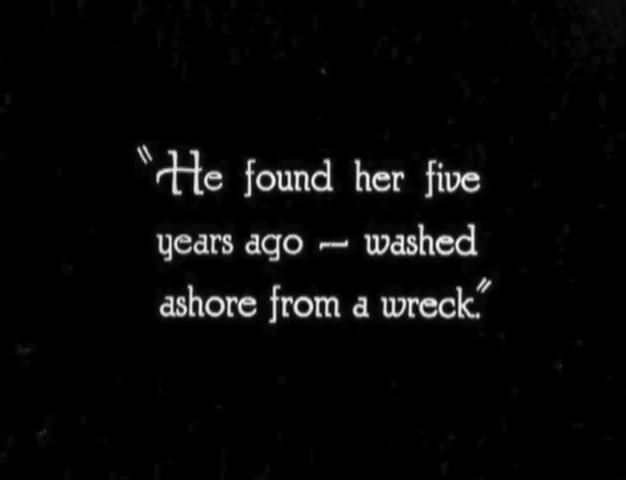 "He found her five
years ago — washed
ashore from a wreck."